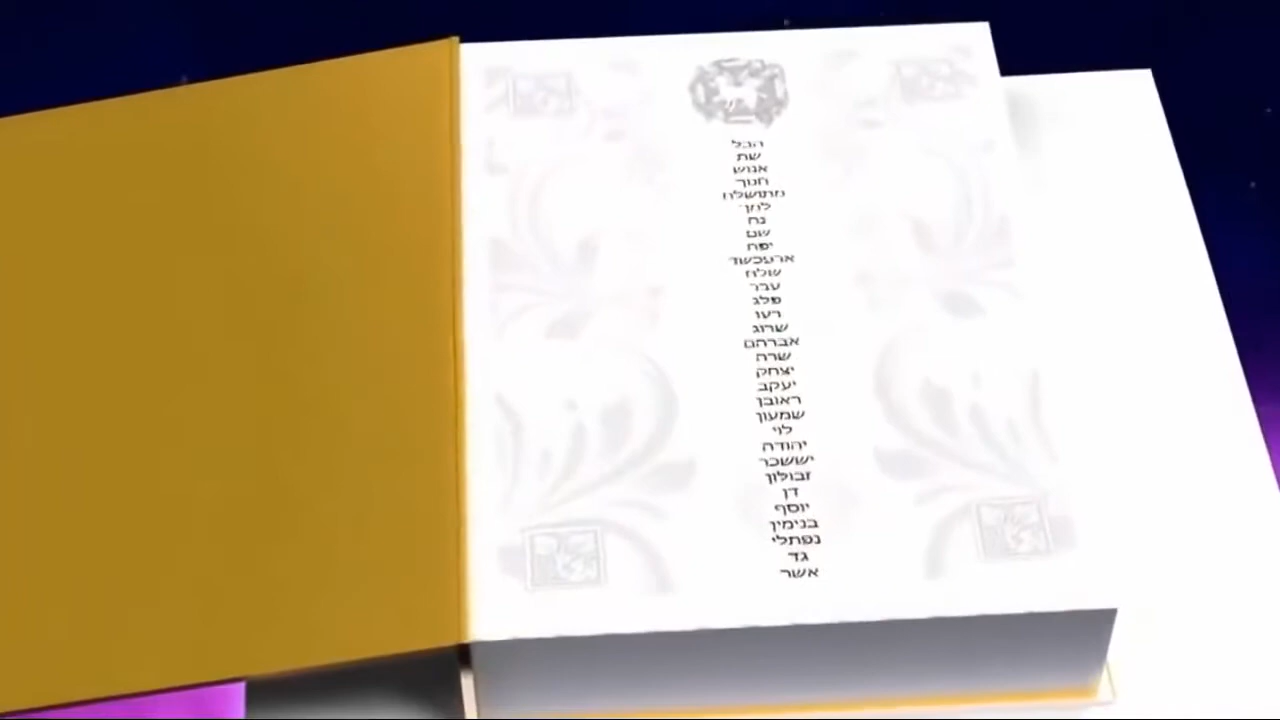 הבל
שת
אנוש
חנוך
מתושלח
למך
נח
שם
יפת
ארפכשד
שלח
עבר
פלג
רעו
שרוג
אברהם
שרה
יצחק
יעקב
ראובן
שמעון
לוי
יהודה
יששכר
זבולון
דן
יוסף
בנימין
נפתלי
גד
אשר